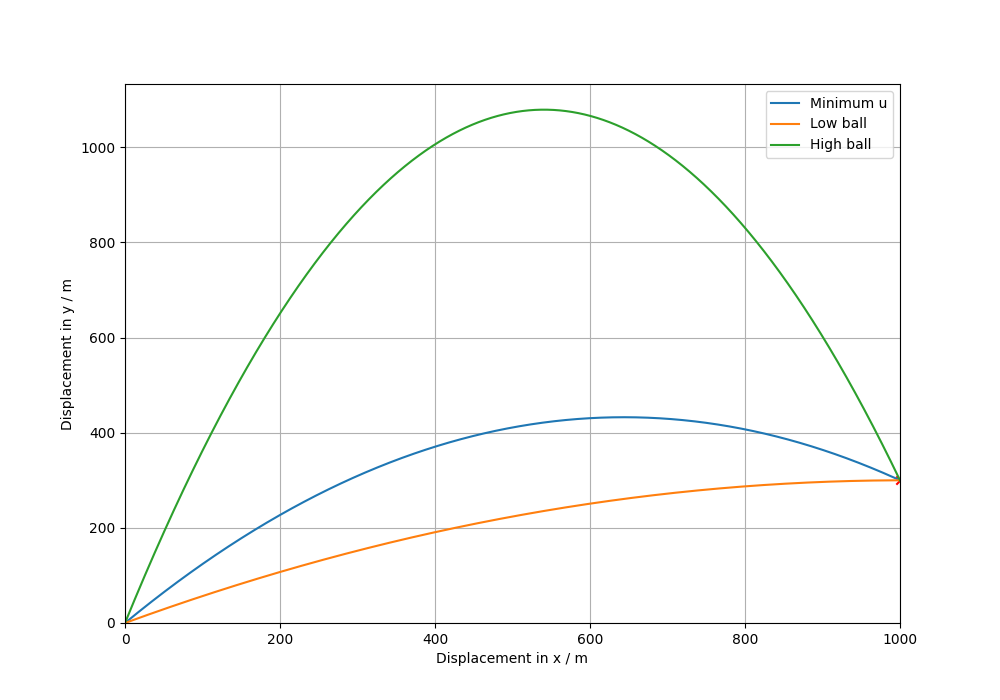 Minimum u
Low ball
High ball
1000
800
600
400
200
0
Displacement in y / m
0 200 400 600 800 1000
Displacement in x / m